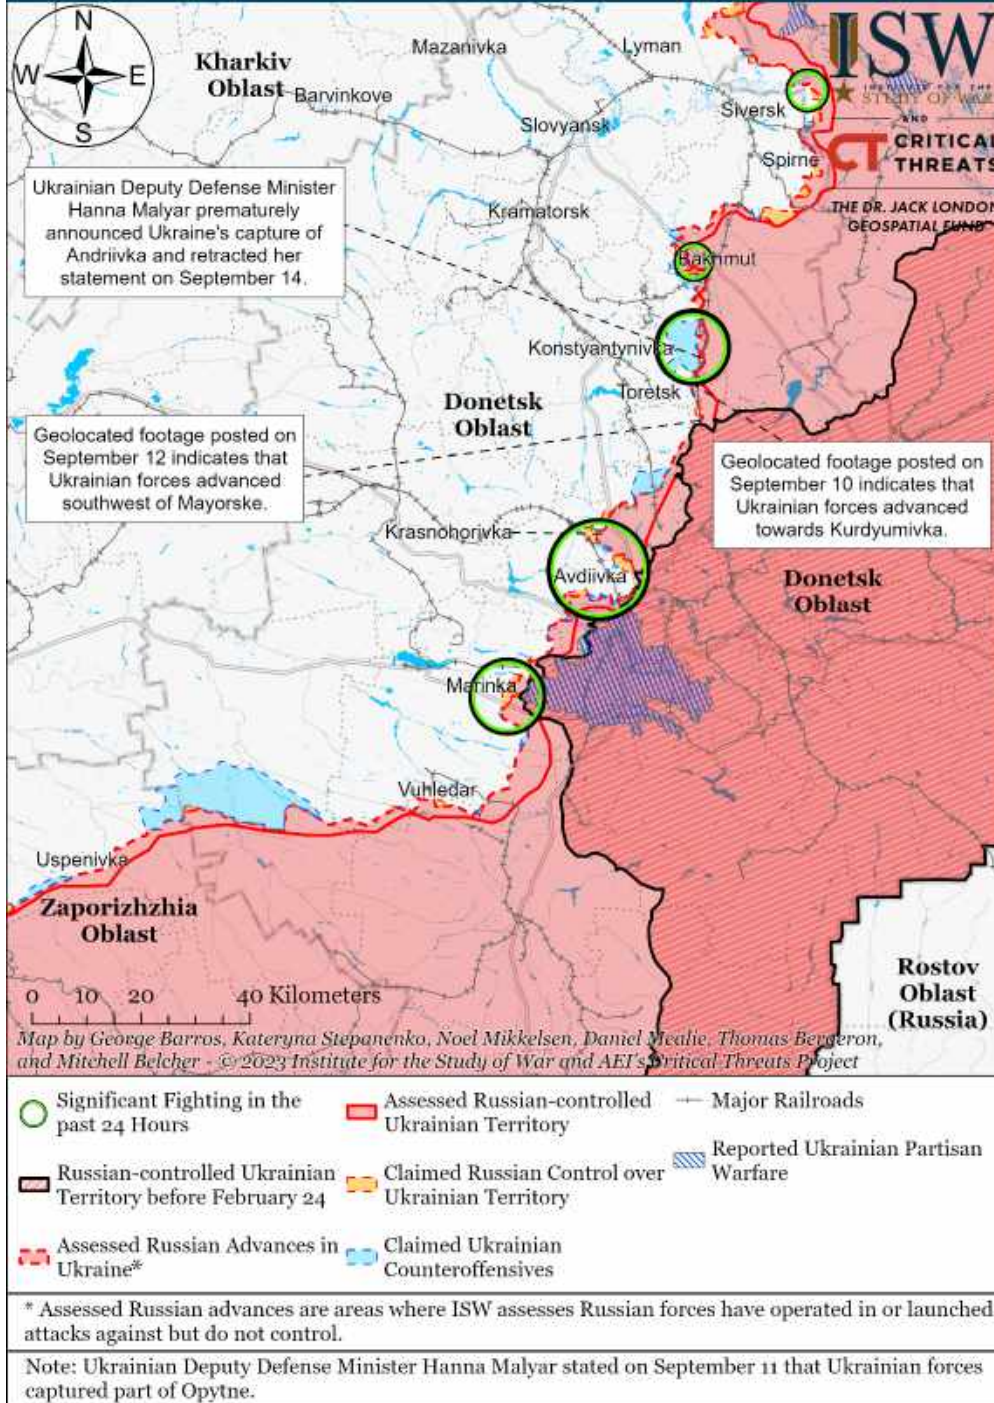 N
W
E
S
Kharkiv
Oblast
Mazanivka
Lyman
ISW
INSTITUTE FOR THE
STUDY OF WAR
AND
CT CRITICAL
THREATS
THE DR. JACK LONDON
GEOSPATIAL FUND
Barvinkove
Siversk
Slovyansk
Spirne
Ukrainian Deputy Defense Minister
Hanna Malyar prematurely
announced Ukraine's capture of
Andriivka and retracted her
statement on September 14.
Kramatorsk
Bakhmut
Konstyantynivka
Toretsk
Donetsk
Oblast
Geolocated footage posted on
September 12 indicates that
Ukrainian forces advanced
southwest of Mayorske.
Geolocated footage posted on
September 10 indicates that
Ukrainian forces advanced
towards Kurdyumivka.
Krasnohorivka
Avdiivka
Donetsk
Oblast
Marinka
Vuhledar
Uspenivka
Zaporizhzhia
Oblast
Rostov
Oblast
(Russia)
0 10 20 40 Kilometers
Map by George Barros, Kateryna Stepanenko, Noel Mikkelsen, Daniel Mealie, Thomas Bergeron,
and Mitchell Belcher - © 2023 Institute for the Study of War and AEI's Critical Threats Project
Significant Fighting in the
past 24 Hours
Russian-controlled Ukrainian
Territory before February 24
Assessed Russian Advances in
Ukraine*
Assessed Russian-controlled
Ukrainian Territory
Claimed Russian Control over
Ukrainian Territory
Claimed Ukrainian
Counteroffensives
Major Railroads
Reported Ukrainian Partisan
Warfare
* Assessed Russian advances are areas where ISW assesses Russian forces have operated in or launched
attacks against but do not control.
Note: Ukrainian Deputy Defense Minister Hanna Malyar stated on September 11 that Ukrainian forces
captured part of Opytne.